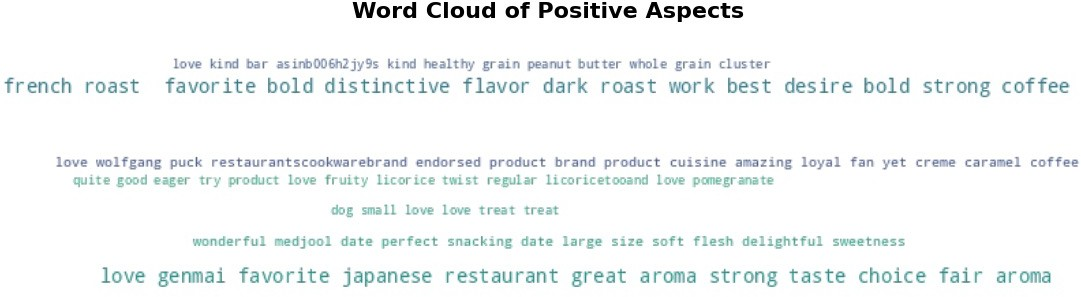 Word Cloud of Positive Aspects
love kind bar asinb006h2jy9s kind healthy grain peanut butter whole grain cluster
french roast  favorite bold distinctive flavor dark roast work best desire bold strong coffee
love wolfgang puck restaurantscookwarebrand endorsed product brand product cuisine amazing loyal fan yet creme caramel coffee
quite good eager try product love fruity licorice twist regular licoricetooand love pomegranate
dog small love love treat treat
wonderful medjool date perfect snacking date large size soft flesh delightful sweetness
love genmai favorite japanese restaurant great aroma strong taste choice fair aroma